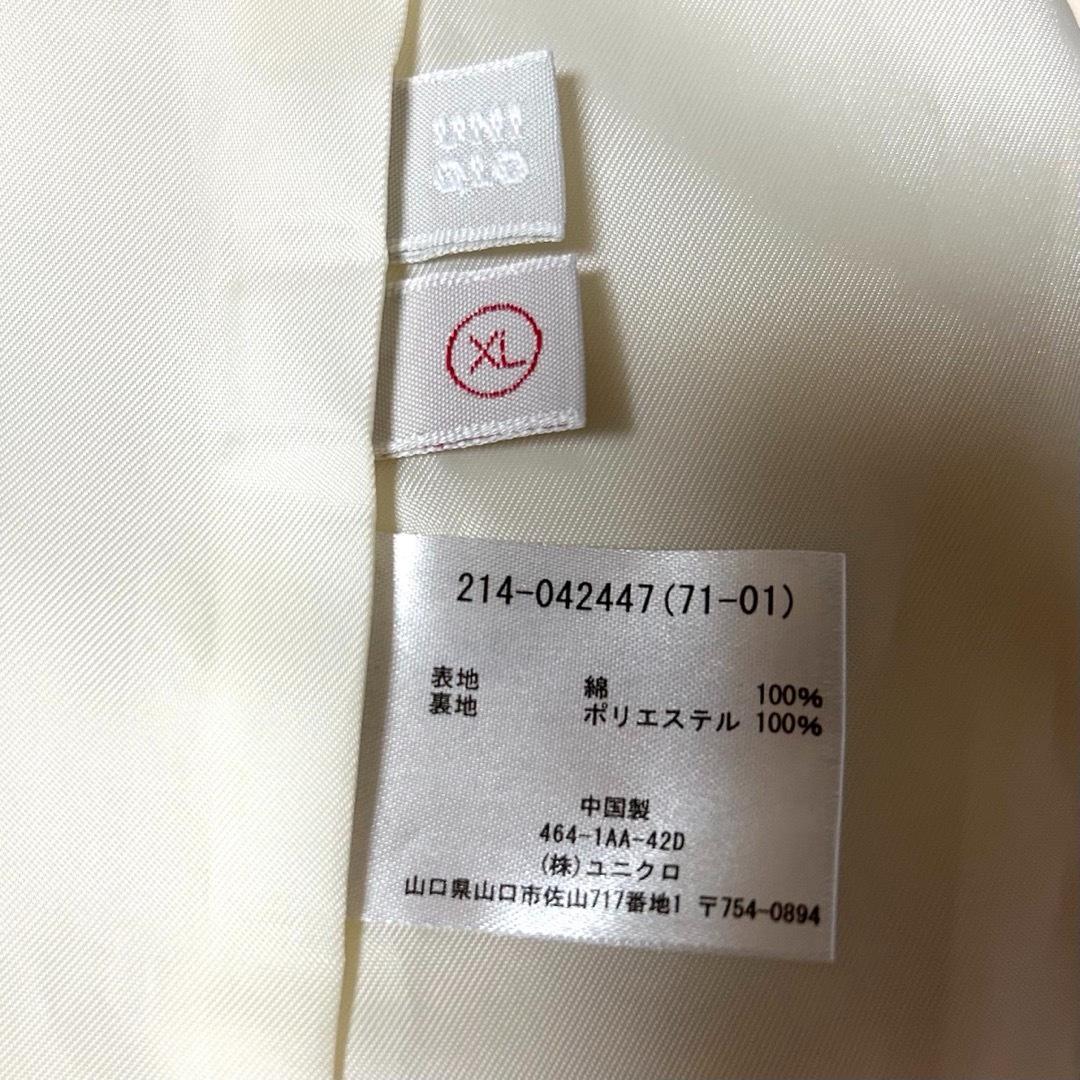 XL
214-042447(71-01)
表地 綿 100%
裏地 ポリエステル 100%
中国製
464-1AA-42D
(株)ユニクロ
山口県山口市佐山717番地1 〒754-0894